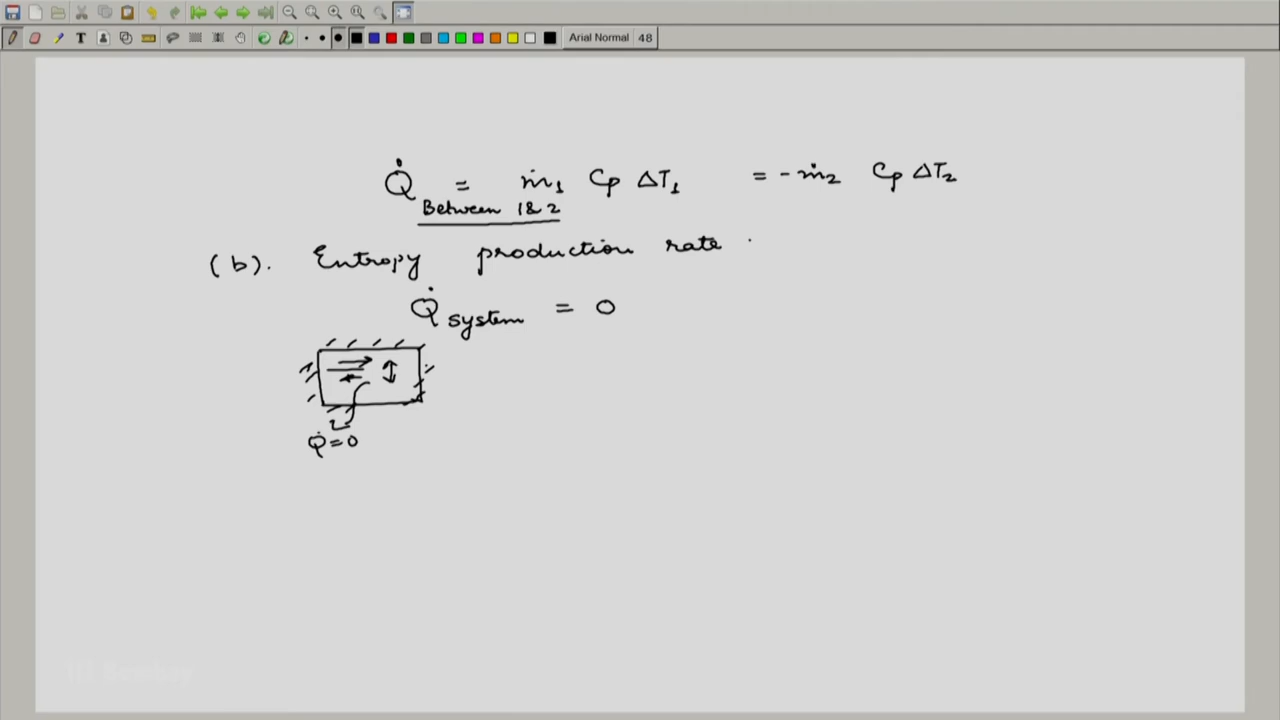 Arial Normal 48
Q̇ = ṁ₁ Cp ΔT₁ = - ṁ₂ Cp ΔT₂
Between 1 & 2
(b). Entropy production rate.
Q̇ system = 0
Q̇ = 0